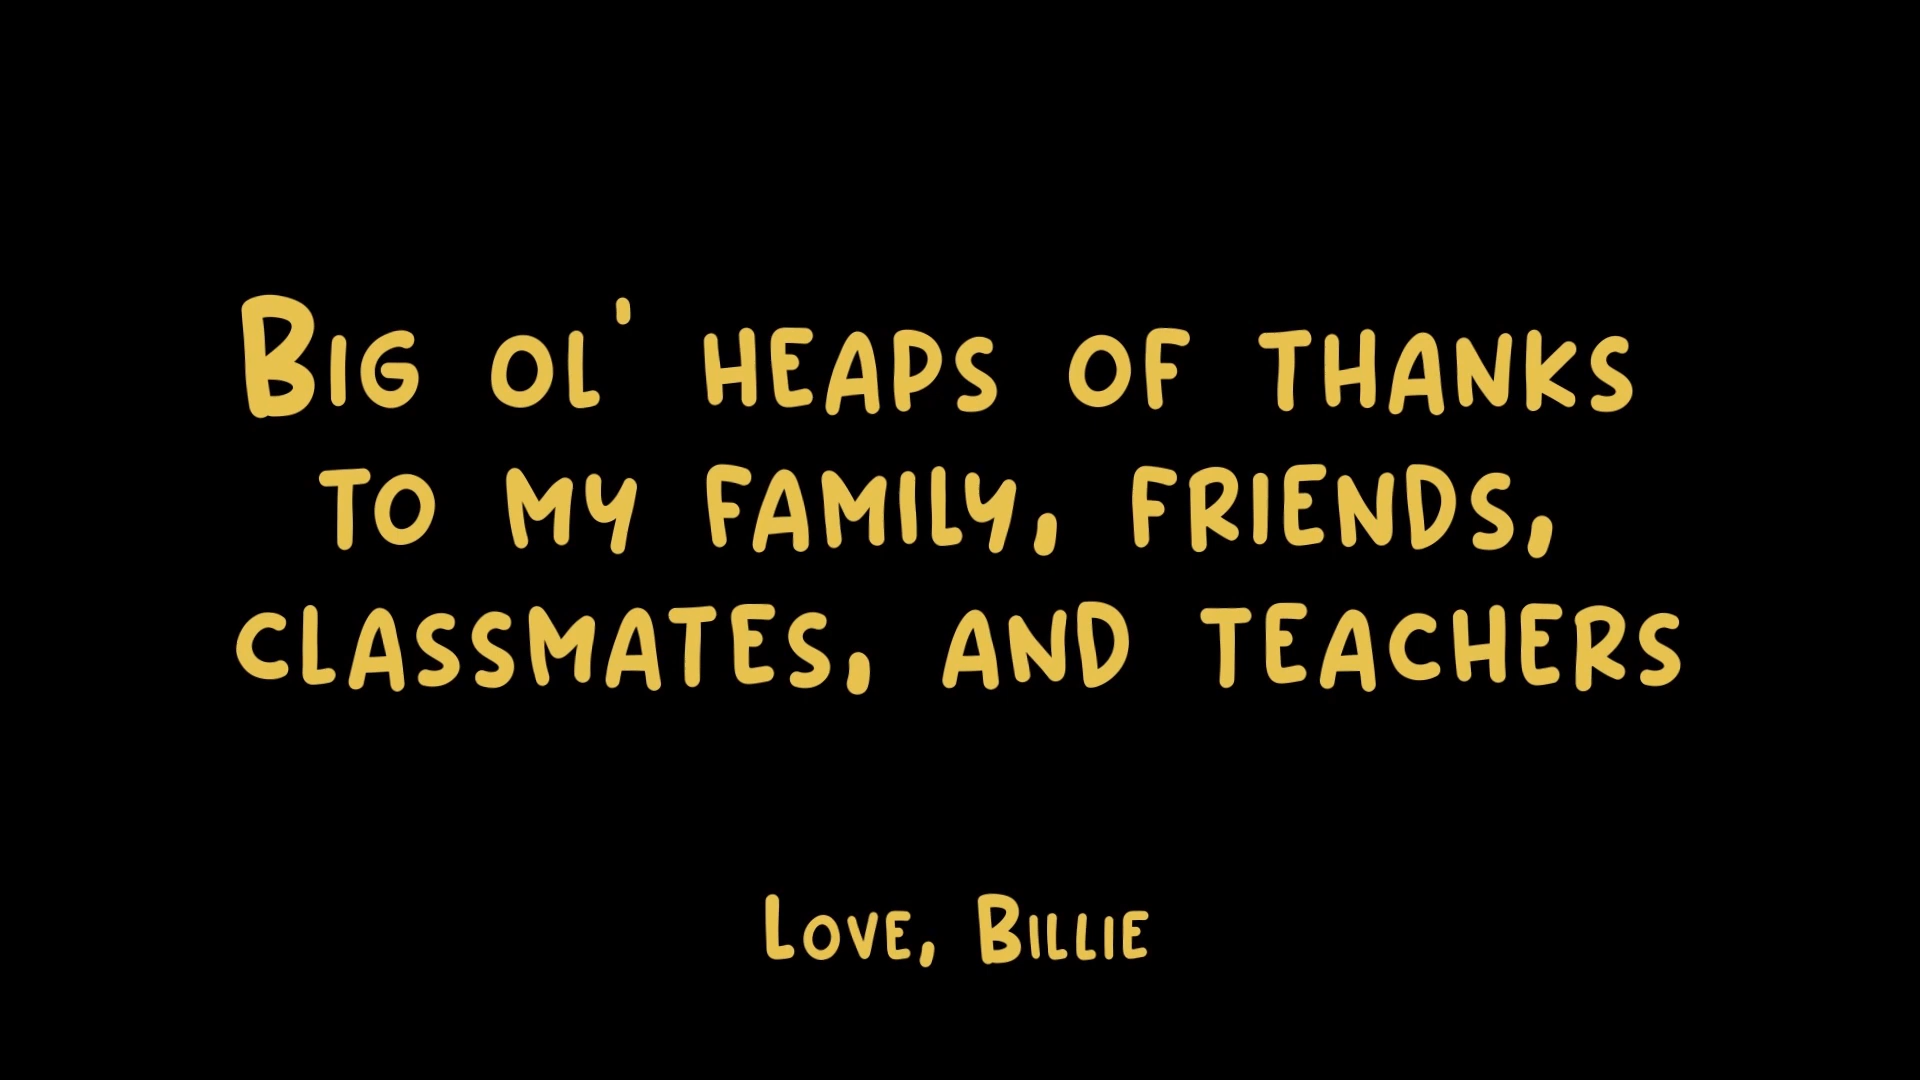 Big ol' heaps of thanks
to my family, friends,
classmates, and teachers
Love, Billie